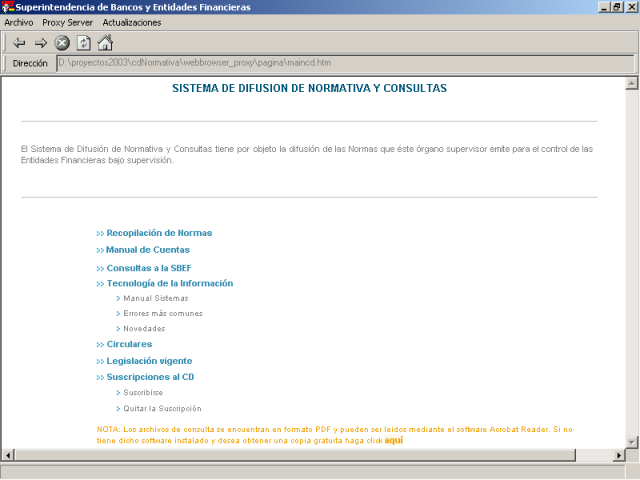 Superintendencia de Bancos y Entidades Financieras
Archivo Proxy Server Actualizaciones
Dirección D:\proyectos2003\cdNormativa\webbrowser_proxy\pagina\maincd.htm
SISTEMA DE DIFUSION DE NORMATIVA Y CONSULTAS
El Sistema de Difusión de Normativa y Consultas tiene por objeto la difusión de las Normas que éste órgano supervisor emite para el control de las
Entidades Financieras bajo supervisión.
>> Recopilación de Normas
>> Manual de Cuentas
>> Consultas a la SBEF
>> Tecnología de la Información
> Manual Sistemas
> Errores más comunes
> Novedades
>> Circulares
>> Legislación vigente
>> Suscripciones al CD
> Suscribirse
> Quitar la Suscripción
NOTA: Los archivos de consulta se encuentran en formato PDF y pueden ser leídos mediante el software Acrobat Reader. Si no
tiene dicho software instalado y desea obtener una copia gratuita haga click aquí